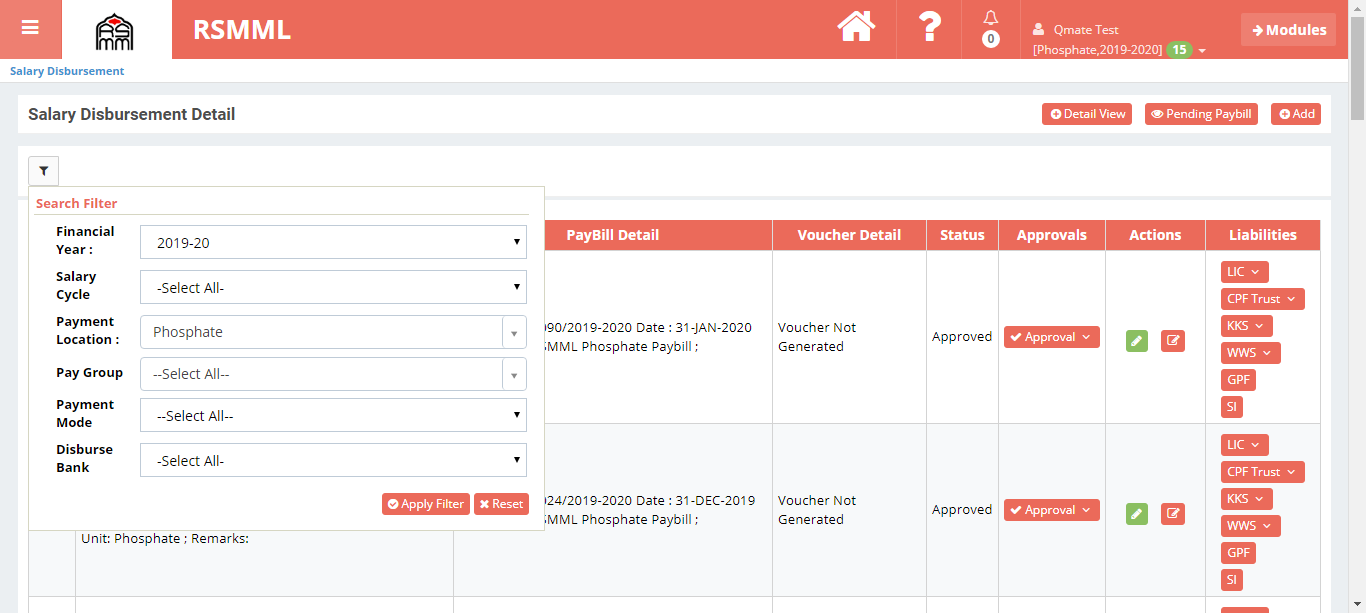 RSMML
0
Qmate Test
[Phosphate,2019-2020] 15
Modules
Salary Disbursement
Salary Disbursement Detail
Detail View
Pending Paybill
Add
Search Filter
Financial
Year :
2019-20
Salary
Cycle
-Select All-
Payment
Location :
Phosphate
Pay Group
--Select All--
Payment
Mode
--Select All--
Disburse
Bank
-Select All-
Apply Filter
Reset
PayBill Detail
Voucher Detail
Status
Approvals
Actions
Liabilities
090/2019-2020 Date : 31-JAN-2020
SMML Phosphate Paybill ;
Voucher Not
Generated
Approved
Approval
LIC
CPF Trust
KKS
WWS
GPF
SI
Unit: Phosphate ; Remarks:
024/2019-2020 Date : 31-DEC-2019
SMML Phosphate Paybill ;
Voucher Not
Generated
Approved
Approval
LIC
CPF Trust
KKS
WWS
GPF
SI